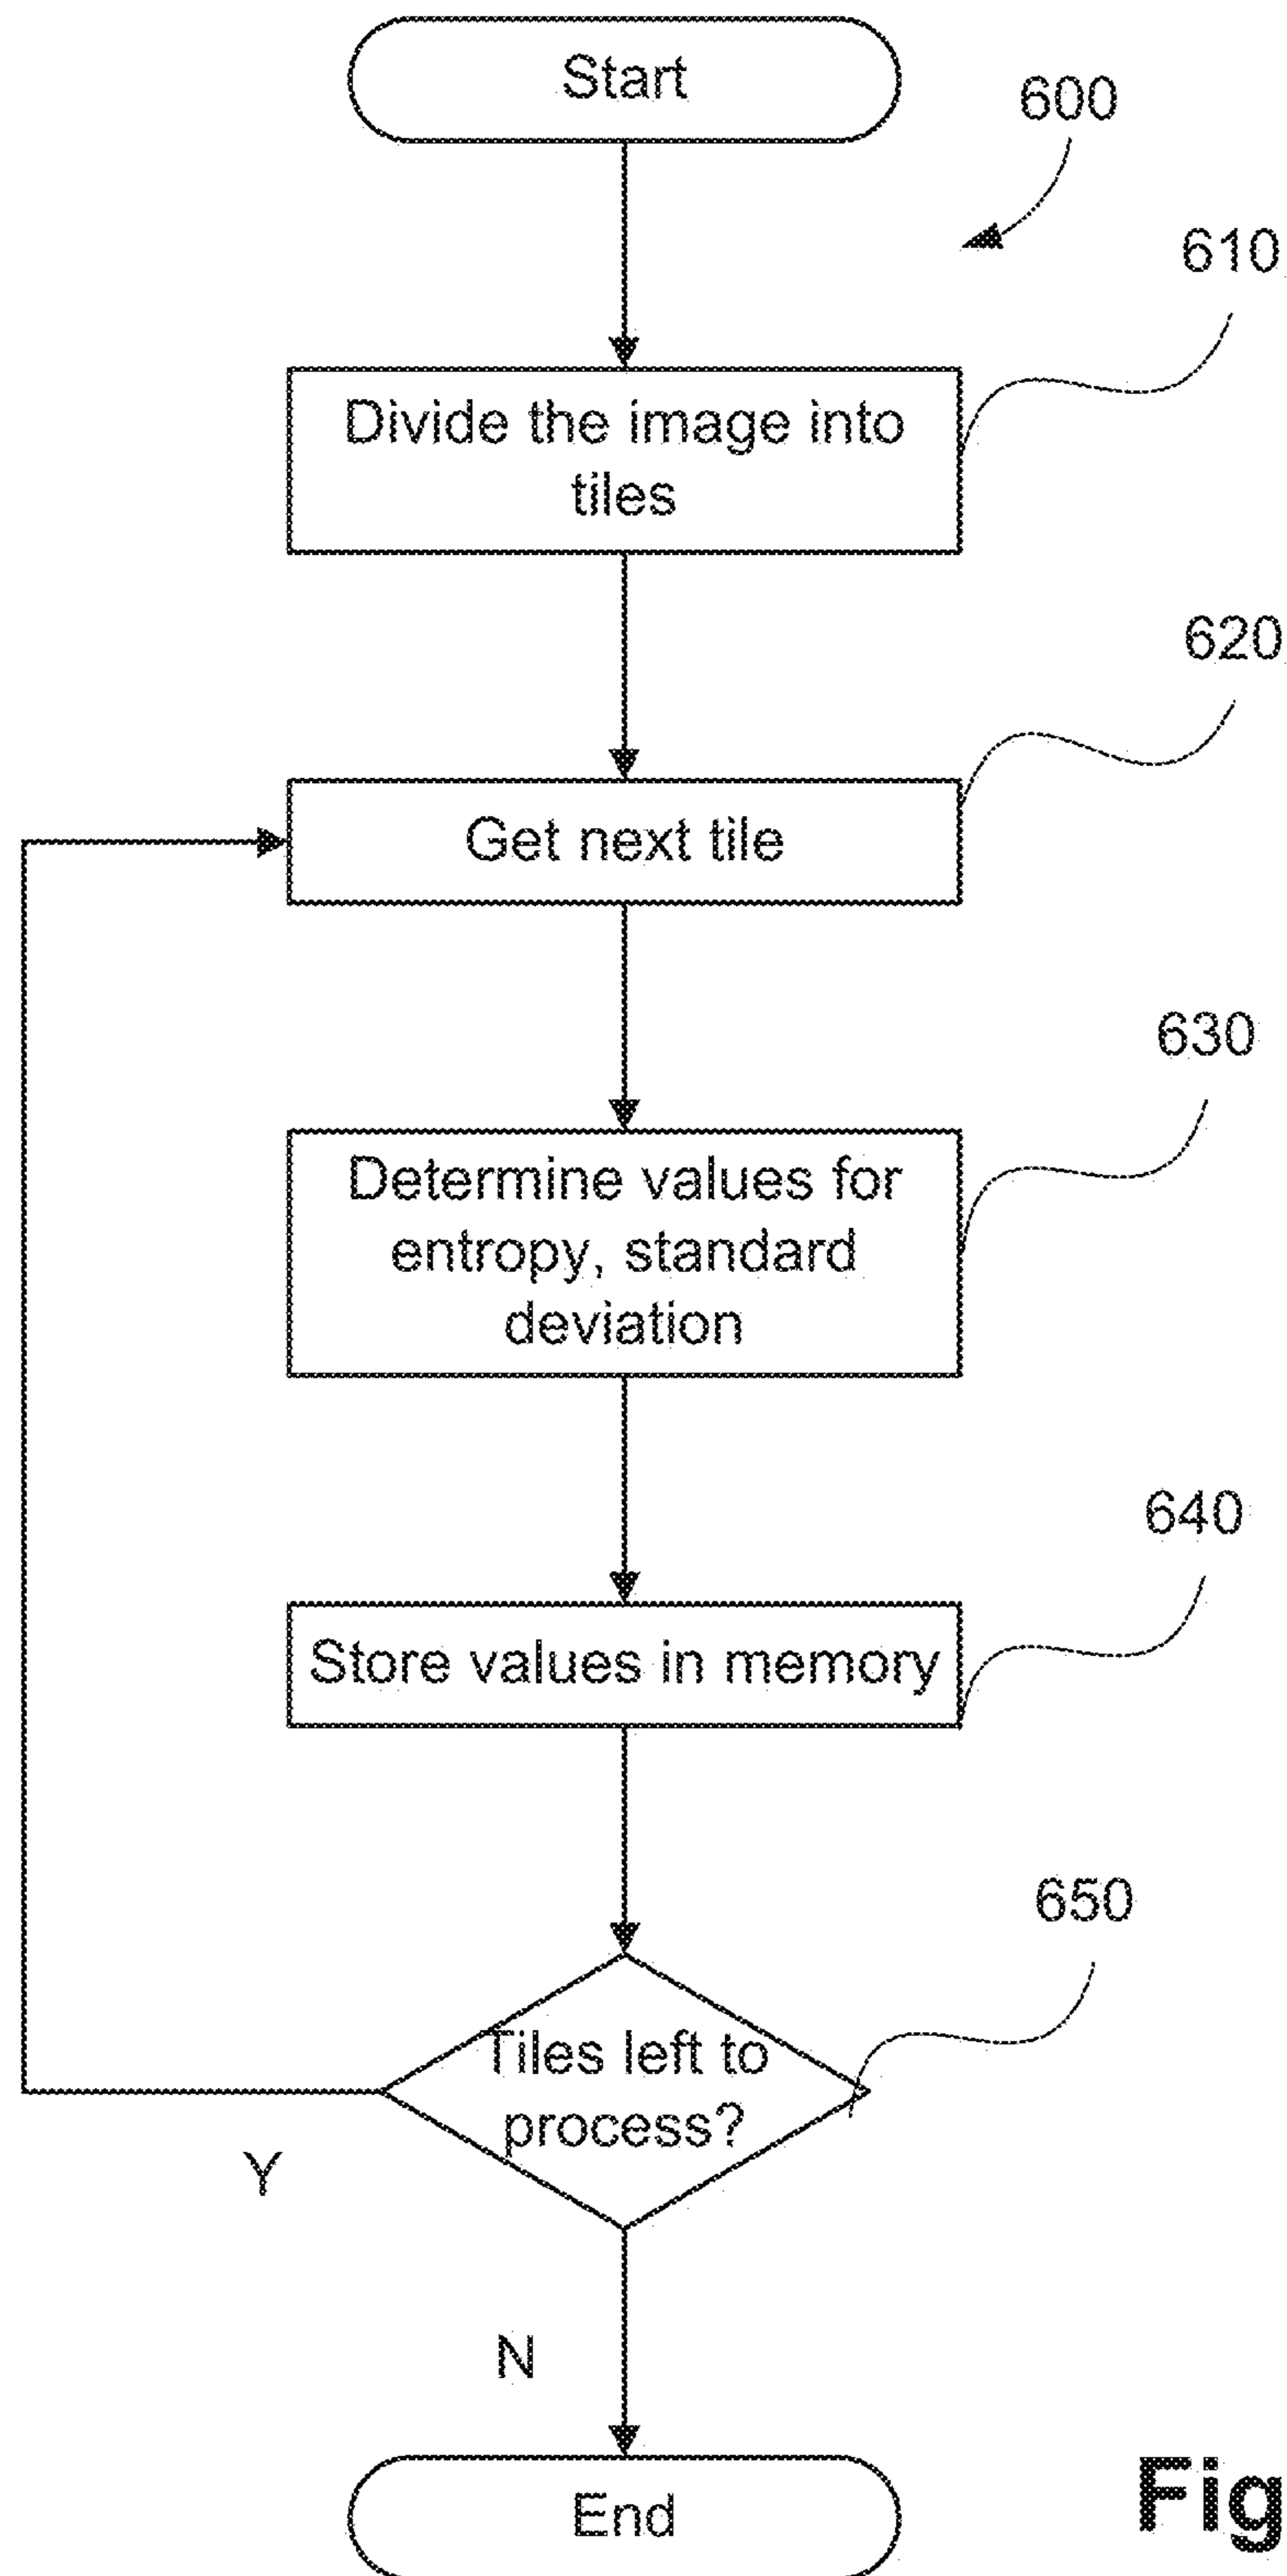 Start
600
610
Divide the image into
tiles
620
Get next tile
630
Determine values for
entropy, standard
deviation
640
Store values in memory
650
Tiles left to
process?
Y
N
End
Fig